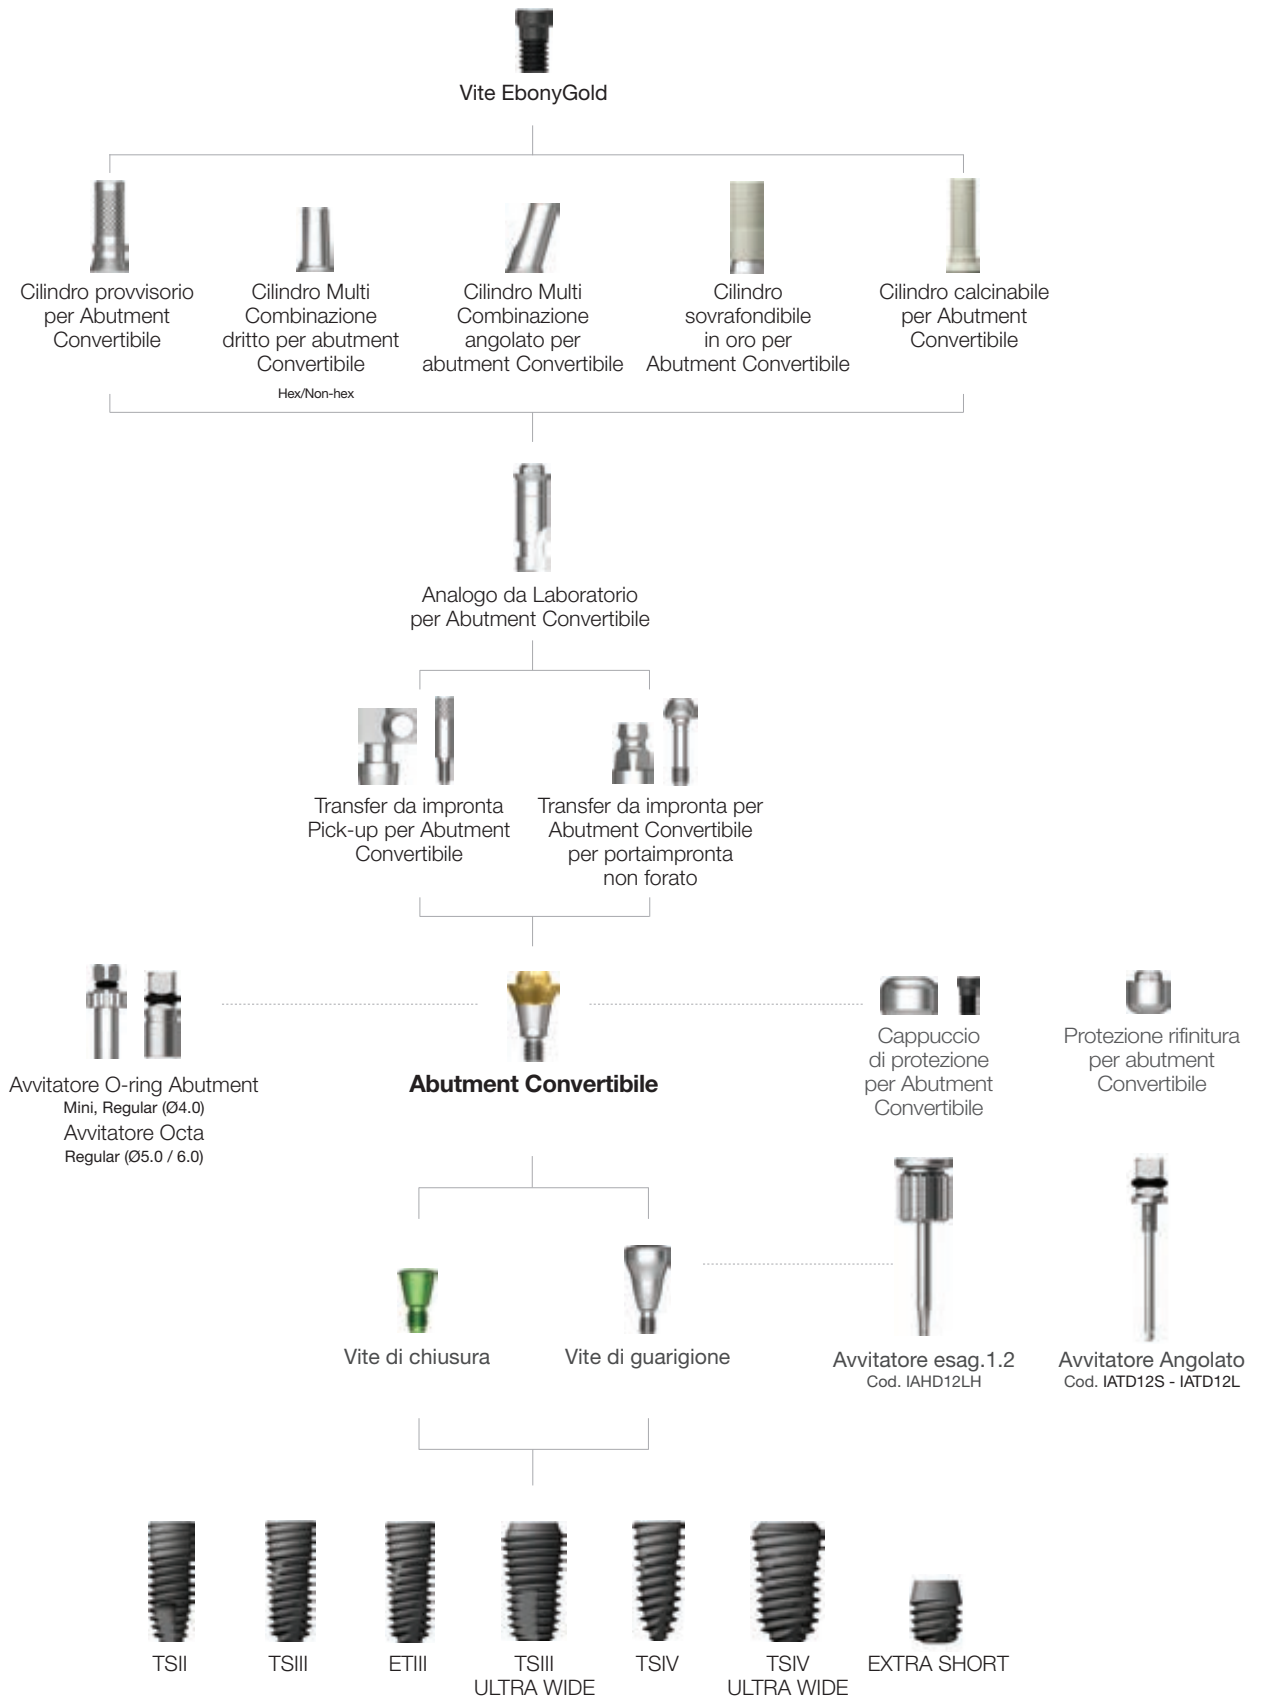 Vite EbonyGold
Cilindro provvisorio
per Abutment
Convertibile
Cilindro Multi
Combinazione
dritto per abutment
Convertibile
Hex/Non-hex
Cilindro Multi
Combinazione
angolato per
abutment Convertibile
Cilindro
sovrafondibile
in oro per
Abutment Convertibile
Cilindro calcinabile
per Abutment
Convertibile
Analogo da Laboratorio
per Abutment Convertibile
Transfer da impronta
Pick-up per Abutment
Convertibile
Transfer da impronta per
Abutment Convertibile
per portaimpronta
non forato
Avvitatore O-ring Abutment
Mini, Regular (Ø4.0)
Avvitatore Octa
Regular (Ø5.0 / 6.0)
Abutment Convertibile
Cappuccio
di protezione
per Abutment
Convertibile
Protezione rifinitura
per abutment
Convertibile
Vite di chiusura
Vite di guarigione
Avvitatore esag.1.2
Cod. IAHD12LH
Avvitatore Angolato
Cod. IATD12S - IATD12L
TSII
TSIII
ETIII
TSIII
ULTRA WIDE
TSIV
TSIV
ULTRA WIDE
EXTRA SHORT